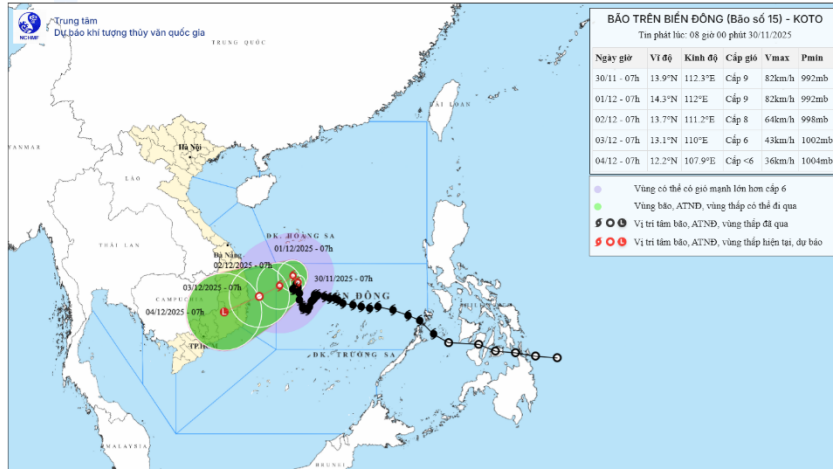 NCHMF
Trung tâm
Dự báo khí tượng thủy văn quốc gia
BÃO TRÊN BIỂN ĐÔNG (Bão số 15) - KOTO
Tin phát lúc: 08 giờ 00 phút 30/11/2025
Ngày giờ Vĩ độ Kinh độ Cấp gió Vmax Pmin
30/11 - 07h 13.9°N 112.3°E Cấp 9 82km/h 992mb
01/12 - 07h 14.3°N 112°E Cấp 9 82km/h 992mb
02/12 - 07h 13.7°N 111.2°E Cấp 8 64km/h 998mb
03/12 - 07h 13.1°N 110°E Cấp 6 43km/h 1002mb
04/12 - 07h 12.2°N 107.9°E Cấp <6 36km/h 1004mb
Vùng có thể có gió mạnh lớn hơn cấp 6
Vùng bão, ATNĐ, vùng thấp có thể đi qua
L Vị trí tâm bão, ATNĐ, vùng thấp đã qua
L Vị trí tâm bão, ATNĐ, vùng thấp hiện tại, dự báo
TRUNG QUỐC
ĐÀI LOAN
MYANMAR
Hà Nội
LÀO
THÁI LAN
ĐK. HOÀNG SA
01/12/2025 - 07h
Đà Nẵng
02/12/2025 - 07h
30/11/2025 - 07h
03/12/2025 - 07h
CAMPUCHIA
ĐÔNG
04/12/2025 - 07h
L
TP.HCM
ĐK. TRƯỜNG SA
MALAYSIA
BRUNEI